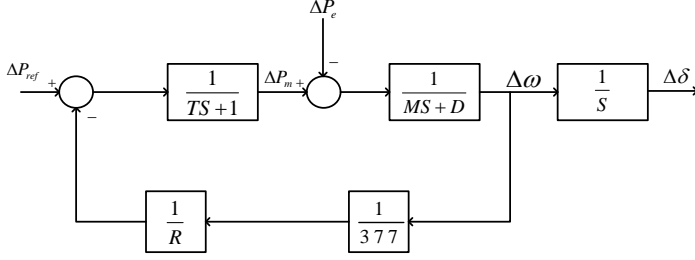 ΔP_e
−
ΔP_ref + 1/(TS+1) ΔP_m + 1/(MS+D) Δω 1/S Δδ
−
1/R 1/377